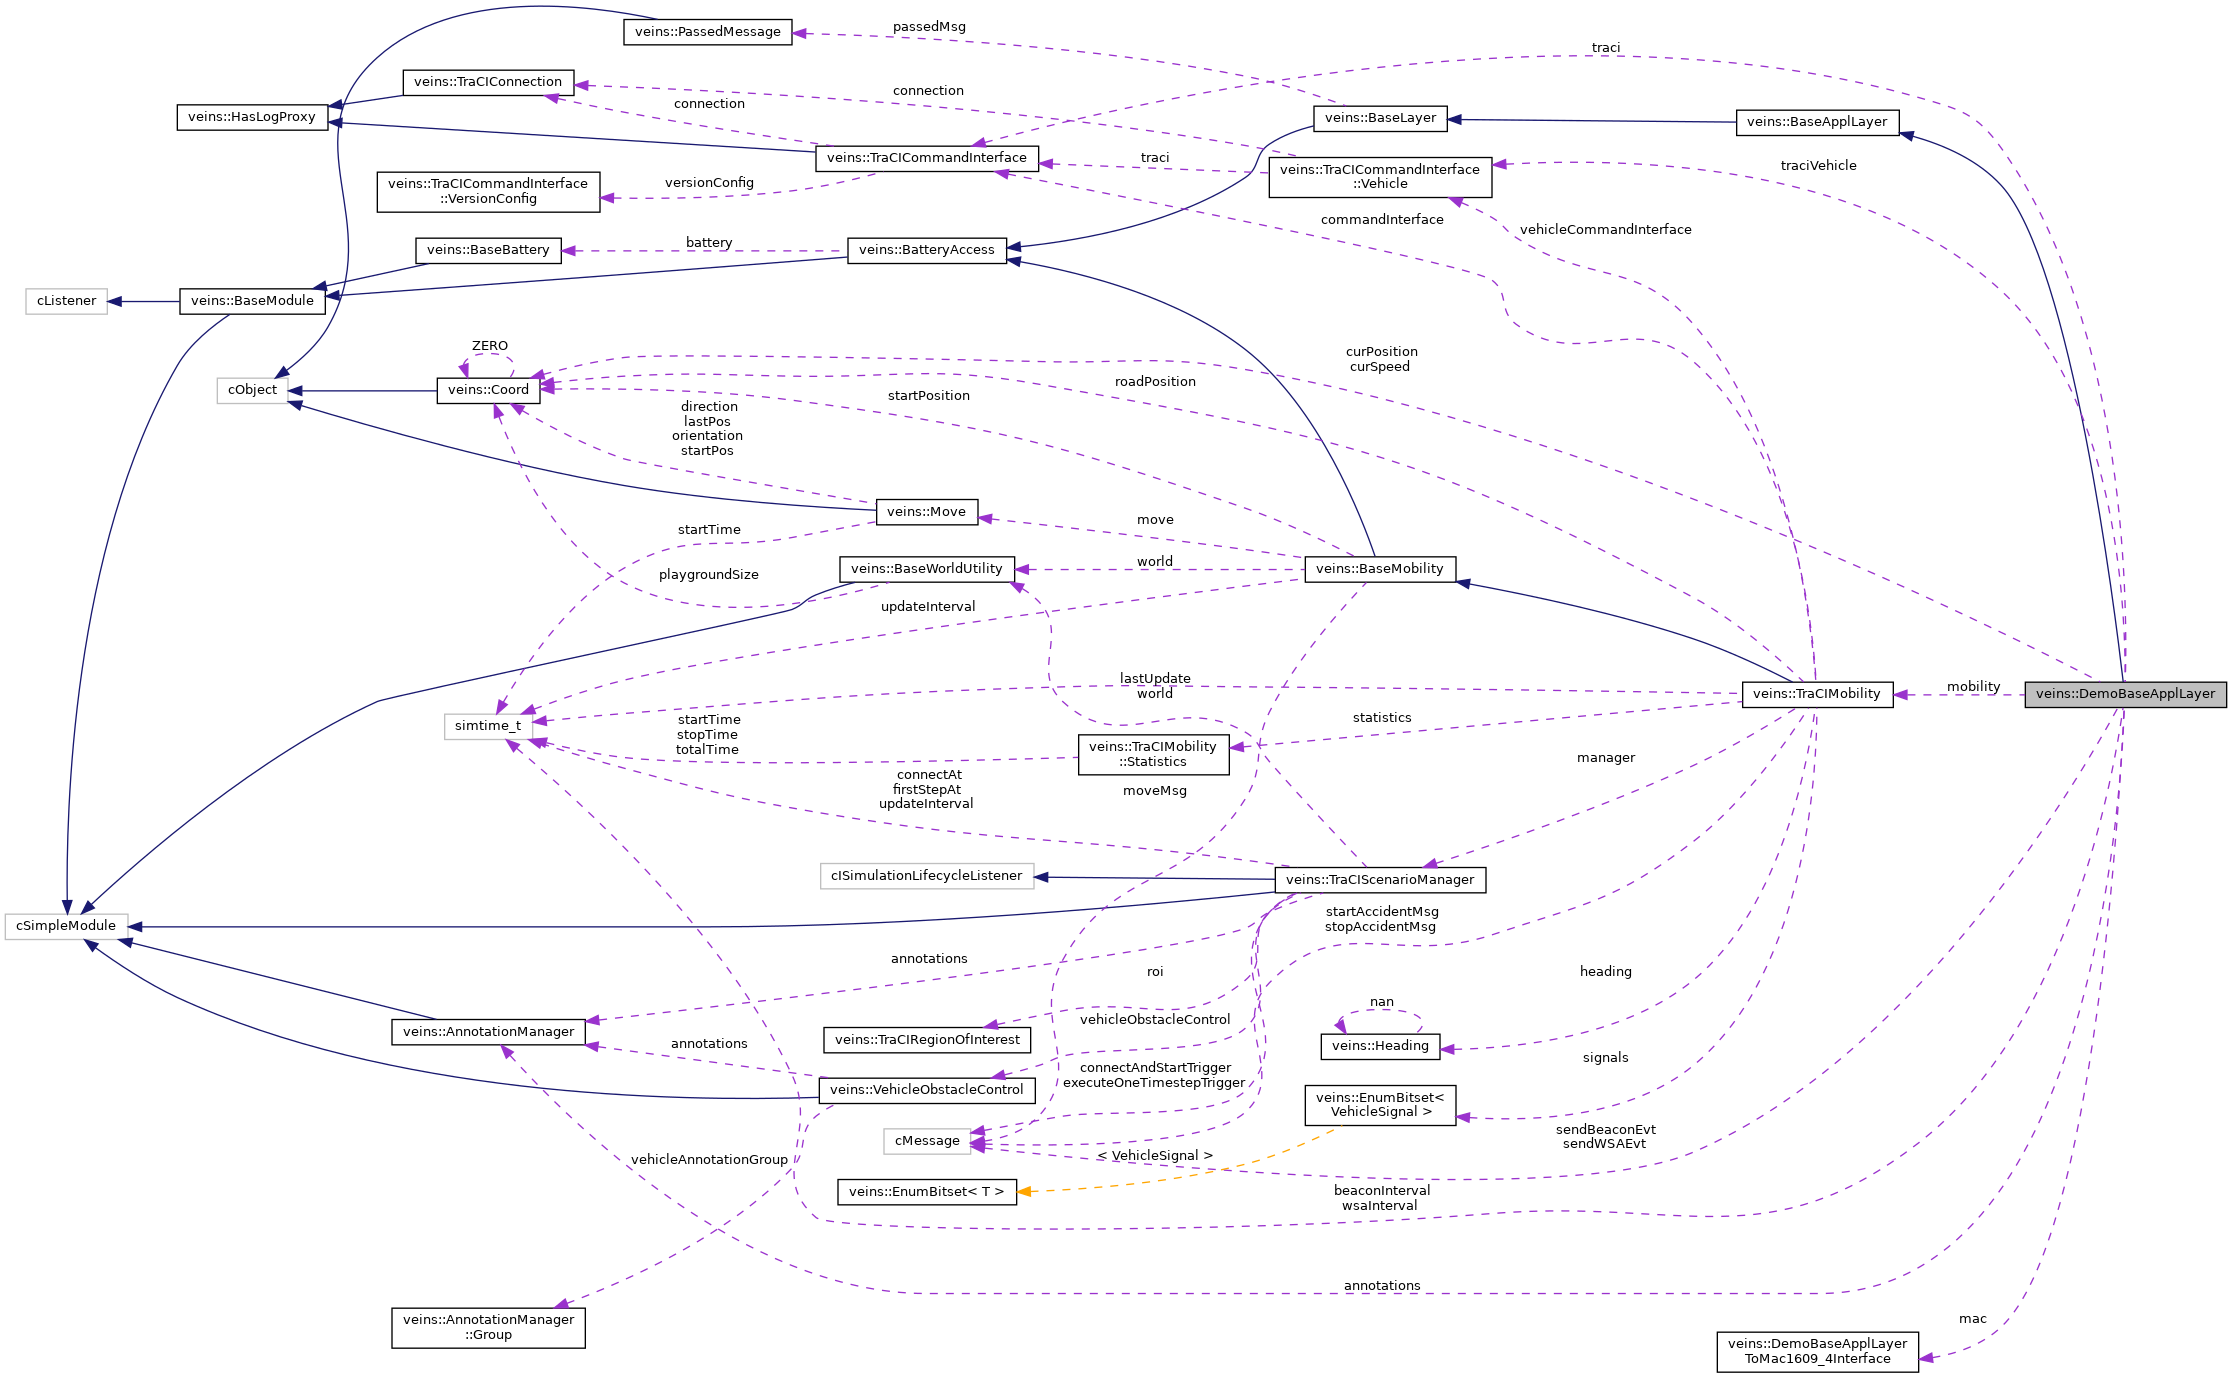 veins::PassedMessage
passedMsg
traci
veins::TraCIConnection
connection
connection
veins::HasLogProxy
veins::BaseLayer
veins::BaseApplLayer
veins::TraCICommandInterface
traci
veins::TraCICommandInterface
::Vehicle
traciVehicle
veins::TraCICommandInterface
::VersionConfig
versionConfig
commandInterface
vehicleCommandInterface
veins::BaseBattery
battery
veins::BatteryAccess
cListener
veins::BaseModule
ZERO
curPosition
curSpeed
cObject
veins::Coord
roadPosition
startPosition
direction
lastPos
orientation
startPos
veins::Move
move
startTime
veins::BaseWorldUtility
world
veins::BaseMobility
playgroundSize
updateInterval
lastUpdate
world
veins::TraCIMobility
mobility
veins::DemoBaseApplLayer
simtime_t
startTime
stopTime
totalTime
statistics
veins::TraCIMobility
::Statistics
manager
connectAt
firstStepAt
updateInterval
moveMsg
cISimulationLifecycleListener
veins::TraCIScenarioManager
cSimpleModule
startAccidentMsg
stopAccidentMsg
annotations
roi
heading
nan
vehicleObstacleControl
veins::AnnotationManager
annotations
veins::TraCIRegionOfInterest
veins::Heading
signals
connectAndStartTrigger
executeOneTimestepTrigger
veins::VehicleObstacleControl
veins::EnumBitset<
VehicleSignal >
cMessage
sendBeaconEvt
sendWSAEvt
< VehicleSignal >
vehicleAnnotationGroup
veins::EnumBitset< T >
beaconInterval
wsaInterval
annotations
veins::AnnotationManager
::Group
mac
veins::DemoBaseApplLayer
ToMac1609_4Interface